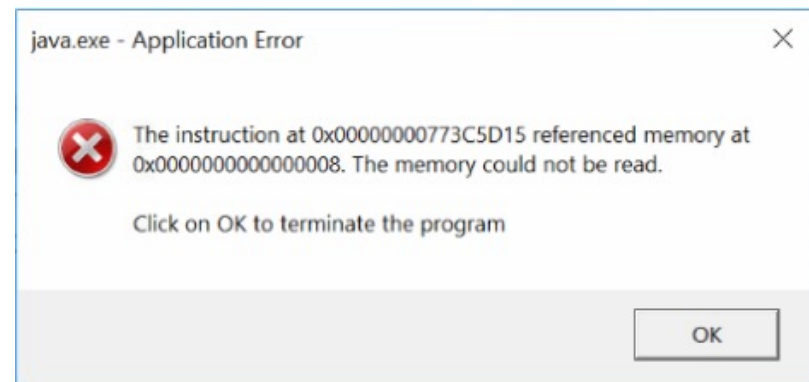 java.exe - Application Error
The instruction at 0x00000000773C5D15 referenced memory at
0x0000000000000008. The memory could not be read.
Click on OK to terminate the program
OK